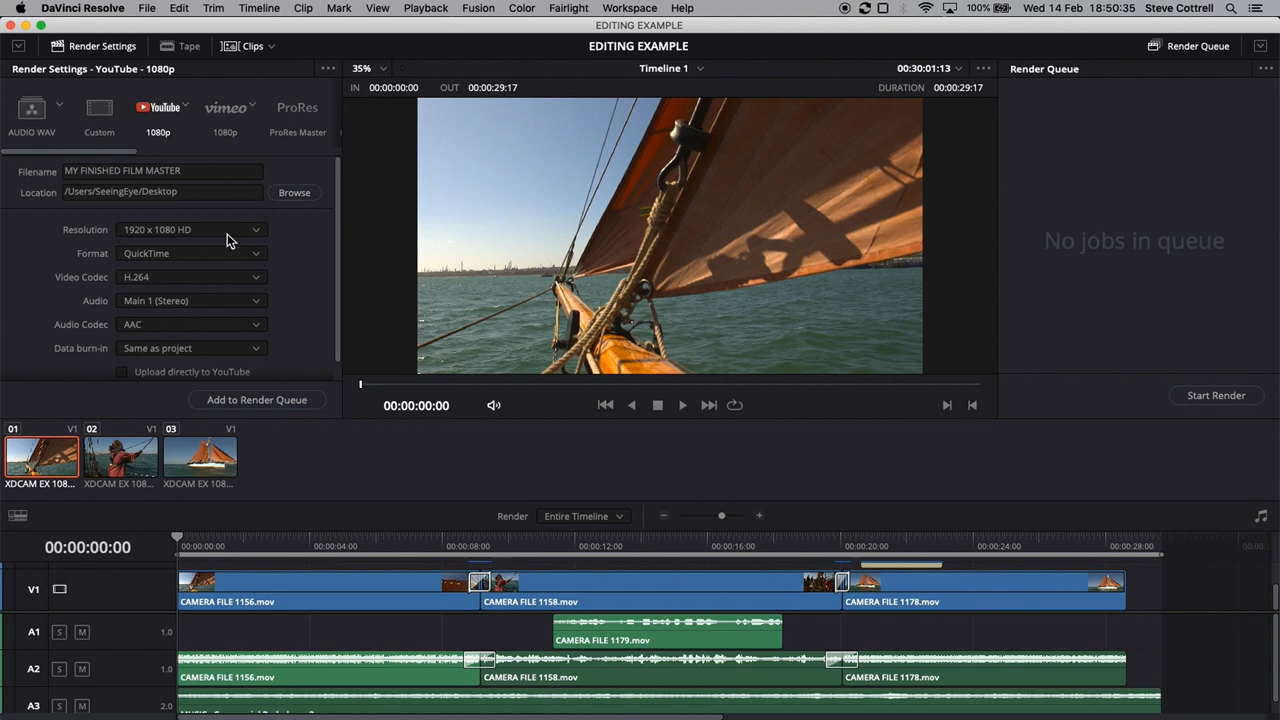 DaVinci Resolve File Edit Trim Timeline Clip Mark View Playback Fusion Color Fairlight Workspace Help 100% Wed 14 Feb 18:50:35 Steve Cottrell
EDITING EXAMPLE
Render Settings Tape Clips EDITING EXAMPLE Render Queue
Render Settings - YouTube - 1080p 35% Timeline 1 00:30:01:13 Render Queue
IN 00:00:00:00 OUT 00:00:29:17 DURATION 00:00:29:17
YouTube vimeo ProRes
AUDIO WAV Custom 1080p 1080p ProRes Master
Filename MY FINISHED FILM MASTER
Location /Users/SeeingEye/Desktop Browse
Resolution 1920 x 1080 HD
No jobs in queue
Format QuickTime
Video Codec H.264
Audio Main 1 (Stereo)
Audio Codec AAC
Data burn-in Same as project
Upload directly to YouTube
Add to Render Queue 00:00:00:00 Start Render
01 V1 02 V1 03 V1
XDCAM EX 108... XDCAM EX 108... XDCAM EX 108...
Render Entire Timeline
00:00:00:00 00:00:00:00 00:00:04:00 00:00:08:00 00:00:12:00 00:00:16:00 00:00:20:00 00:00:24:00 00:00:28:00
V1
CAMERA FILE 1156.mov CAMERA FILE 1158.mov CAMERA FILE 1178.mov
A1 S M 1.0
CAMERA FILE 1179.mov
A2 S M 1.0
CAMERA FILE 1156.mov CAMERA FILE 1158.mov CAMERA FILE 1178.mov
A3 S M 2.0